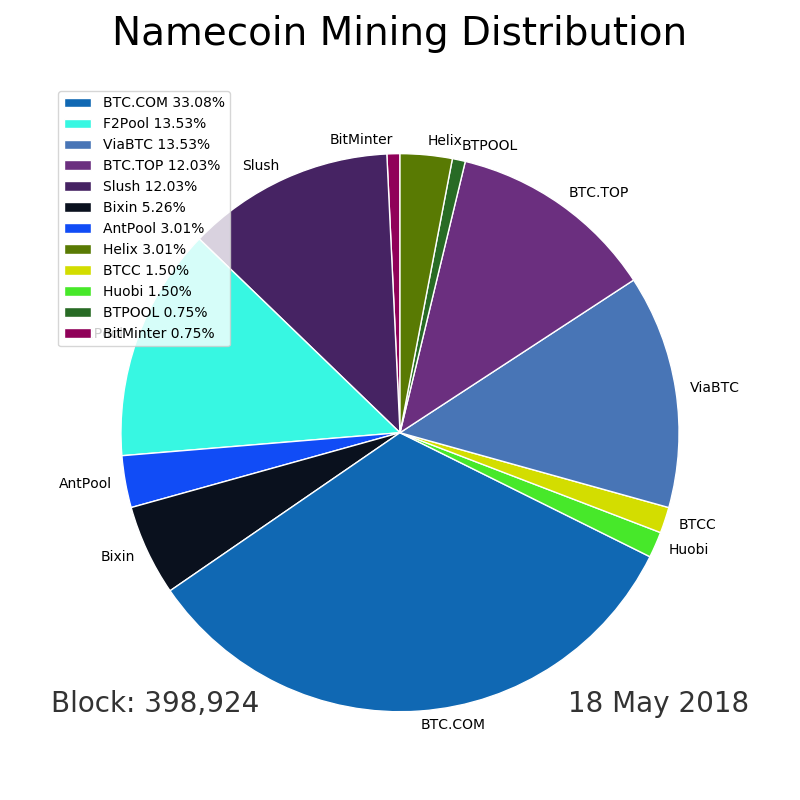 Namecoin Mining Distribution
BTC.COM 33.08%
F2Pool 13.53%
ViaBTC 13.53%
BTC.TOP 12.03%
Slush 12.03%
Bixin 5.26%
AntPool 3.01%
Helix 3.01%
BTCC 1.50%
Huobi 1.50%
BTPOOL 0.75%
BitMinter 0.75%
BitMinter
Helix
BTPOOL
Slush
BTC.TOP
ViaBTC
AntPool
BTCC
Huobi
Bixin
Block: 398,924
18 May 2018
BTC.COM